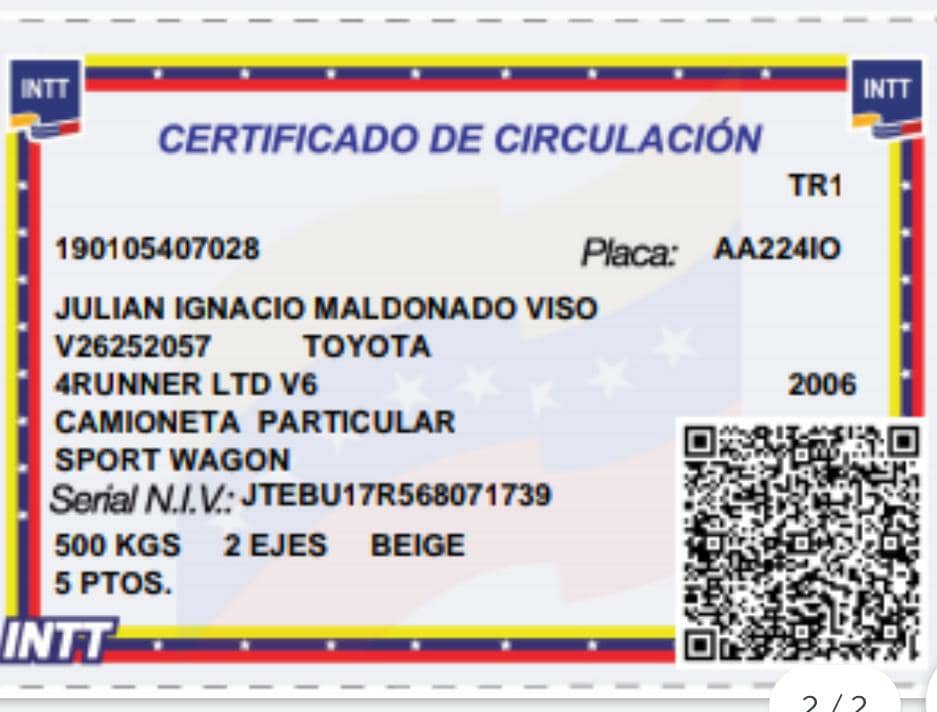 INTT
INTT
CERTIFICADO DE CIRCULACIÓN
TR1
190105407028 Placa: AA224IO
JULIAN IGNACIO MALDONADO VISO
V26252057 TOYOTA
4RUNNER LTD V6 2006
CAMIONETA PARTICULAR
SPORT WAGON
Serial N.I.V.: JTEBU17R568071739
500 KGS 2 EJES BEIGE
5 PTOS.
INTT
2 / 2